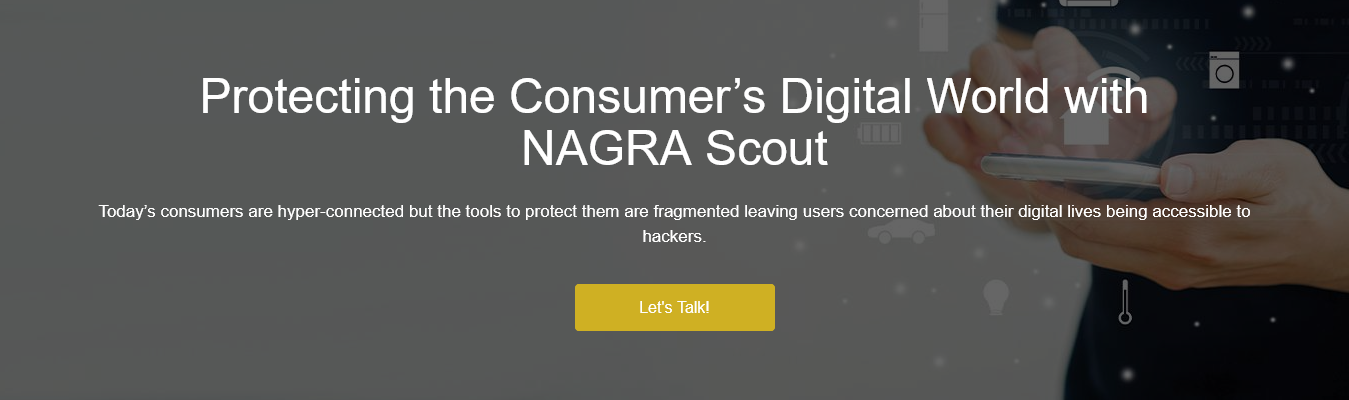 Protecting the Consumer’s Digital World with
NAGRA Scout
Today’s consumers are hyper-connected but the tools to protect them are fragmented leaving users concerned about their digital lives being accessible to
hackers.
Let's Talk!